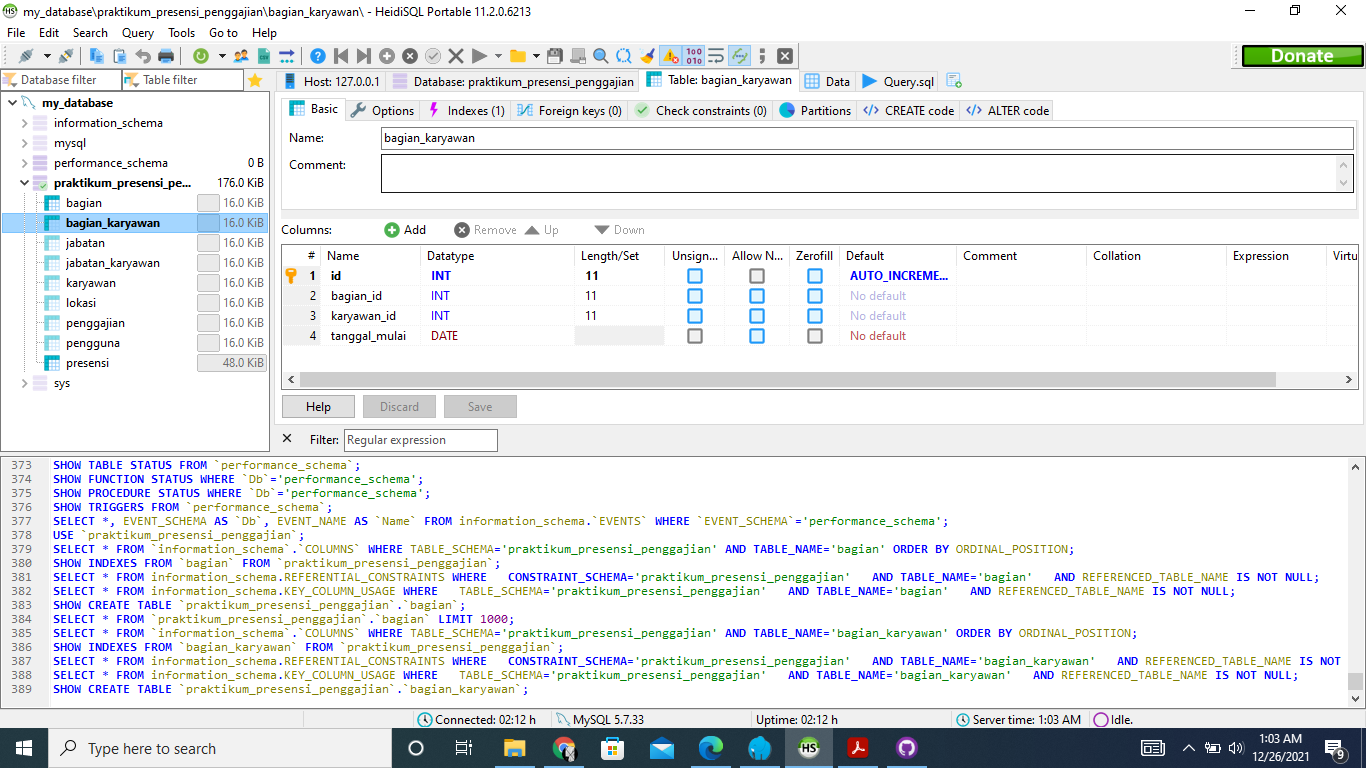 my_database\praktikum_presensi_penggajian\bagian_karyawan\ - HeidiSQL Portable 11.2.0.6213
File Edit Search Query Tools Go to Help
Donate
Database filter Table filter
Host: 127.0.0.1 Database: praktikum_presensi_penggajian Table: bagian_karyawan Data Query.sql
my_database
information_schema
mysql
performance_schema 0 B
praktikum_presensi_pe... 176.0 KiB
bagian 16.0 KiB
bagian_karyawan 16.0 KiB
jabatan 16.0 KiB
jabatan_karyawan 16.0 KiB
karyawan 16.0 KiB
lokasi 16.0 KiB
penggajian 16.0 KiB
pengguna 16.0 KiB
presensi 48.0 KiB
sys
Basic Options Indexes (1) Foreign keys (0) Check constraints (0) Partitions CREATE code ALTER code
Name: bagian_karyawan
Comment:
Columns: Add Remove Up Down
# Name Datatype Length/Set Unsign... Allow N... Zerofill Default Comment Collation Expression Virtu
1 id INT 11 AUTO_INCREME...
2 bagian_id INT 11 No default
3 karyawan_id INT 11 No default
4 tanggal_mulai DATE No default
Help Discard Save
Filter: Regular expression
373 SHOW TABLE STATUS FROM `performance_schema`;
374 SHOW FUNCTION STATUS WHERE `Db`='performance_schema';
375 SHOW PROCEDURE STATUS WHERE `Db`='performance_schema';
376 SHOW TRIGGERS FROM `performance_schema`;
377 SELECT *, EVENT_SCHEMA AS `Db`, EVENT_NAME AS `Name` FROM information_schema.`EVENTS` WHERE `EVENT_SCHEMA`='performance_schema';
378 USE `praktikum_presensi_penggajian`;
379 SELECT * FROM `information_schema`.`COLUMNS` WHERE TABLE_SCHEMA='praktikum_presensi_penggajian' AND TABLE_NAME='bagian' ORDER BY ORDINAL_POSITION;
380 SHOW INDEXES FROM `bagian` FROM `praktikum_presensi_penggajian`;
381 SELECT * FROM information_schema.REFERENTIAL_CONSTRAINTS WHERE CONSTRAINT_SCHEMA='praktikum_presensi_penggajian' AND TABLE_NAME='bagian' AND REFERENCED_TABLE_NAME IS NOT NULL;
382 SELECT * FROM information_schema.KEY_COLUMN_USAGE WHERE TABLE_SCHEMA='praktikum_presensi_penggajian' AND TABLE_NAME='bagian' AND REFERENCED_TABLE_NAME IS NOT NULL;
383 SHOW CREATE TABLE `praktikum_presensi_penggajian`.`bagian`;
384 SELECT * FROM `praktikum_presensi_penggajian`.`bagian` LIMIT 1000;
385 SELECT * FROM `information_schema`.`COLUMNS` WHERE TABLE_SCHEMA='praktikum_presensi_penggajian' AND TABLE_NAME='bagian_karyawan' ORDER BY ORDINAL_POSITION;
386 SHOW INDEXES FROM `bagian_karyawan` FROM `praktikum_presensi_penggajian`;
387 SELECT * FROM information_schema.REFERENTIAL_CONSTRAINTS WHERE CONSTRAINT_SCHEMA='praktikum_presensi_penggajian' AND TABLE_NAME='bagian_karyawan' AND REFERENCED_TABLE_NAME IS NOT
388 SELECT * FROM information_schema.KEY_COLUMN_USAGE WHERE TABLE_SCHEMA='praktikum_presensi_penggajian' AND TABLE_NAME='bagian_karyawan' AND REFERENCED_TABLE_NAME IS NOT NULL;
389 SHOW CREATE TABLE `praktikum_presensi_penggajian`.`bagian_karyawan`;
Connected: 02:12 h MySQL 5.7.33 Uptime: 02:12 h Server time: 1:03 AM Idle.
Type here to search
HS
1:03 AM
12/26/2021
9